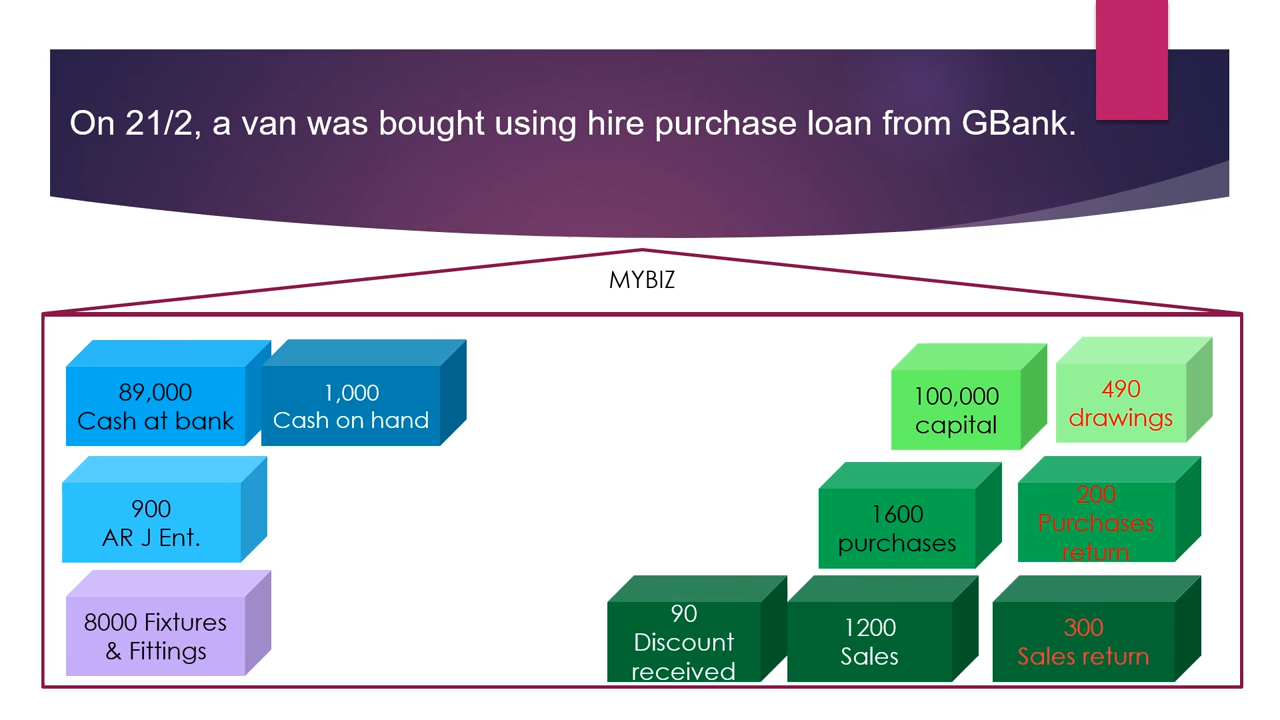 On 21/2, a van was bought using hire purchase loan from GBank.
MYBIZ
89,000
Cash at bank
1,000
Cash on hand
100,000
capital
490
drawings
900
AR J Ent.
1600
purchases
200
Purchases
return
8000 Fixtures
& Fittings
90
Discount
received
1200
Sales
300
Sales return